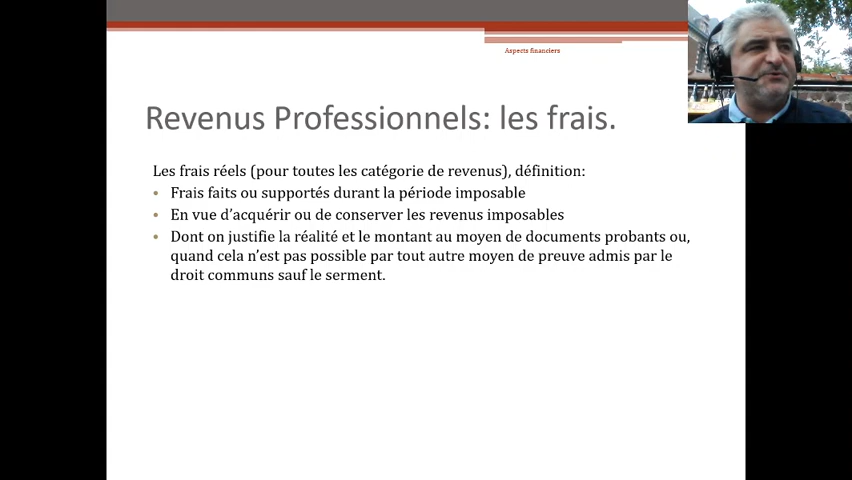 Aspects financiers
Revenus Professionnels: les frais.
Les frais réels (pour toutes les catégorie de revenus), définition:
• Frais faits ou supportés durant la période imposable
• En vue d’acquérir ou de conserver les revenus imposables
• Dont on justifie la réalité et le montant au moyen de documents probants ou,
quand cela n’est pas possible par tout autre moyen de preuve admis par le
droit communs sauf le serment.